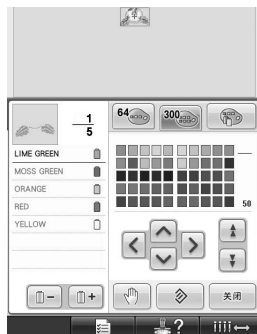 1
5
64
300
LIME GREEN
MOSS GREEN
ORANGE
RED
YELLOW
50
− +
关闭
?